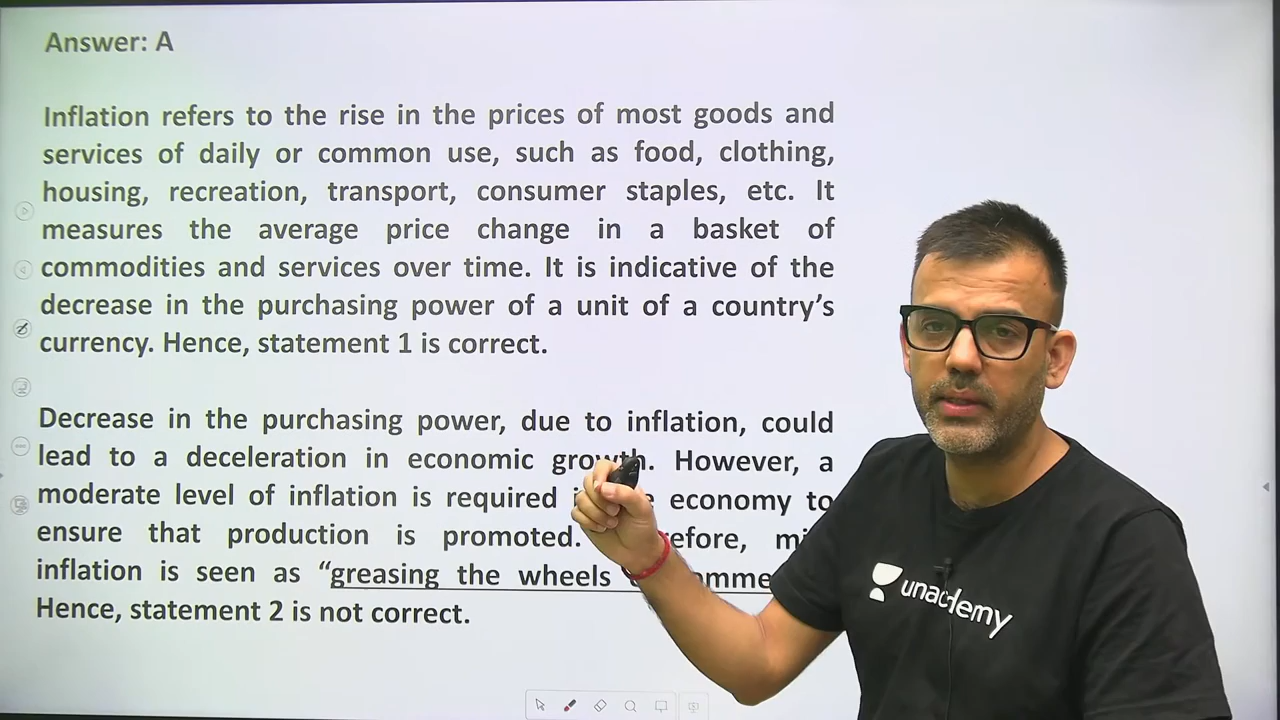 Answer: A
Inflation refers to the rise in the prices of most goods and
services of daily or common use, such as food, clothing,
housing, recreation, transport, consumer staples, etc. It
measures the average price change in a basket of
commodities and services over time. It is indicative of the
decrease in the purchasing power of a unit of a country’s
currency. Hence, statement 1 is correct.
Decrease in the purchasing power, due to inflation, could
lead to a deceleration in economic growth. However, a
moderate level of inflation is required economy to
ensure that production is promoted.
inflation is seen as “greasing the wheels
Hence, statement 2 is not correct.
unacademy